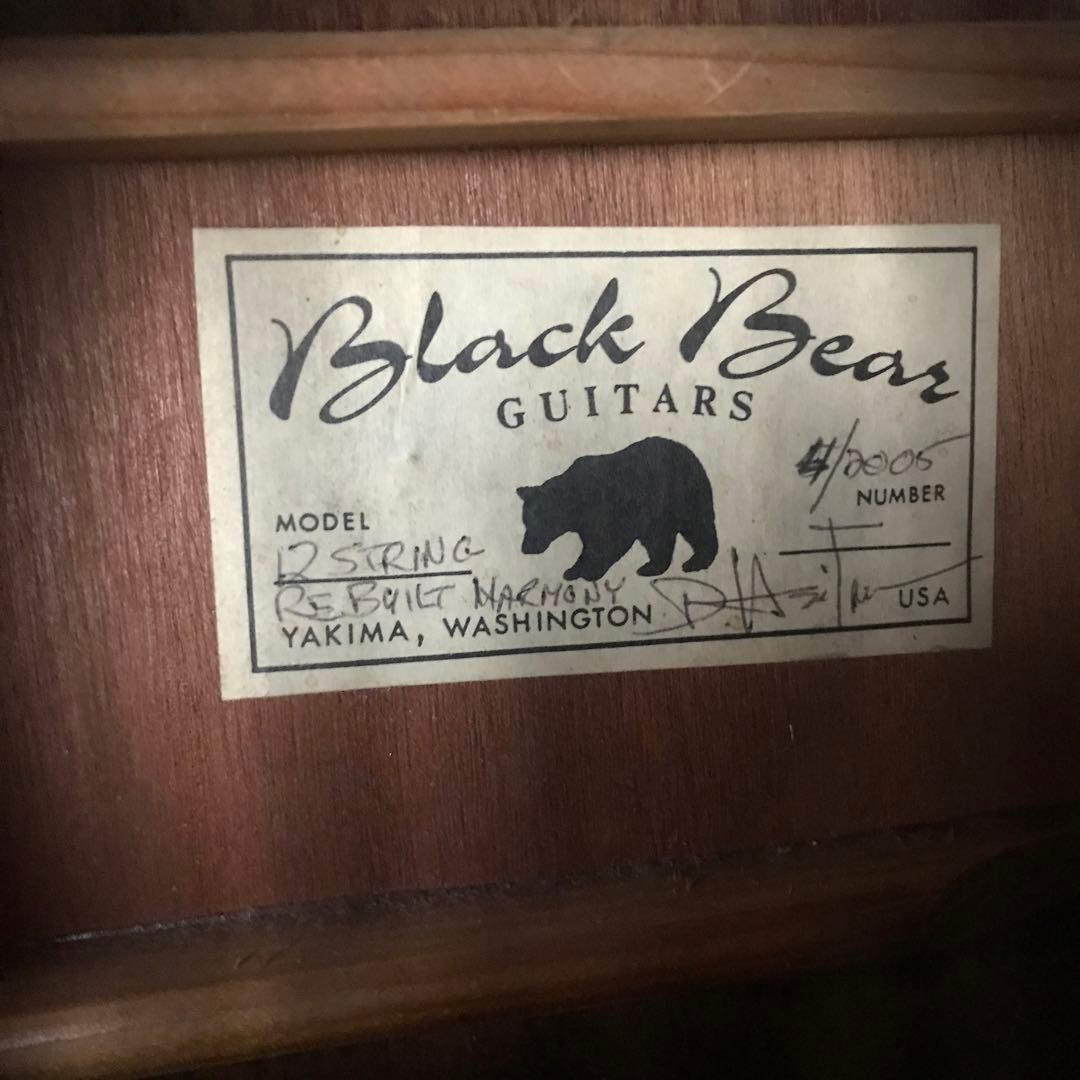 Black Bear
GUITARS
4/2005
NUMBER
MODEL
12 STRING
REBUILT HARMONY
YAKIMA, WASHINGTON
USA